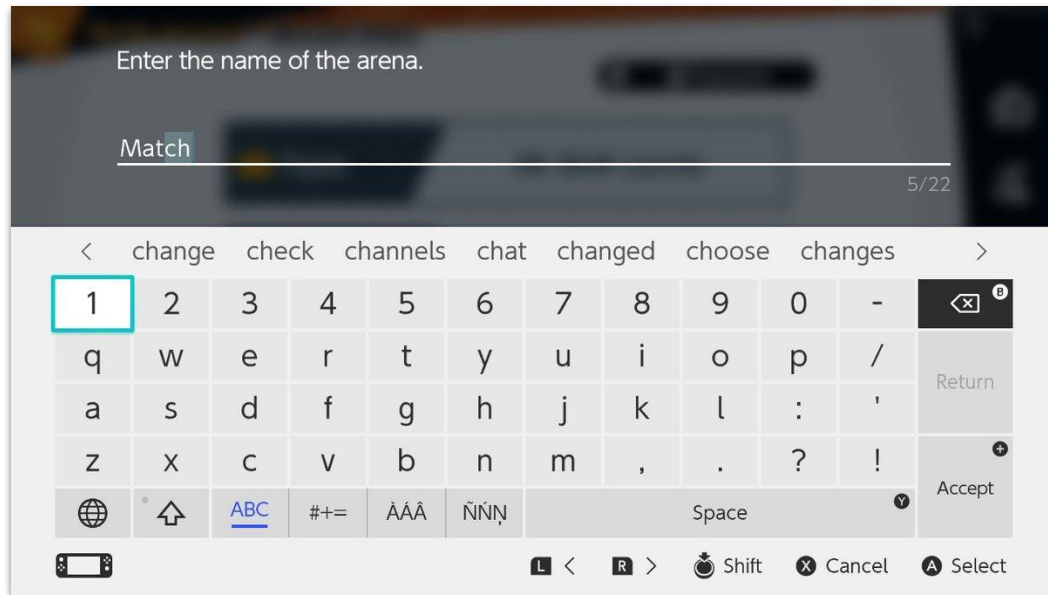 Enter the name of the arena.
Match
5/22
< change check channels chat changed choose changes >
1 2 3 4 5 6 7 8 9 0 - B
q w e r t y u i o p /
Return
a s d f g h j k l : '
z x c v b n m , . ? ! +
Accept
ABC #+= ÀÁÂ ÑŃŅ Space Y
L < R > Shift X Cancel A Select